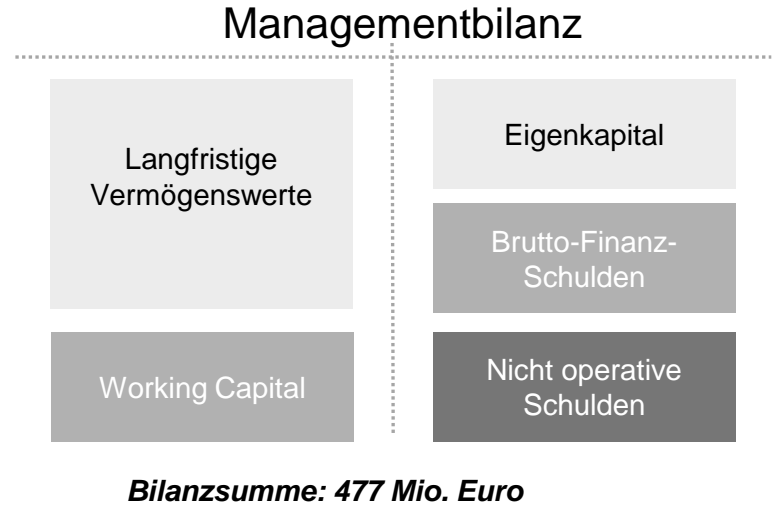 Managementbilanz
Langfristige
Vermögenswerte
Working Capital
Eigenkapital
Brutto-Finanz-
Schulden
Nicht operative
Schulden
Bilanzsumme: 477 Mio. Euro